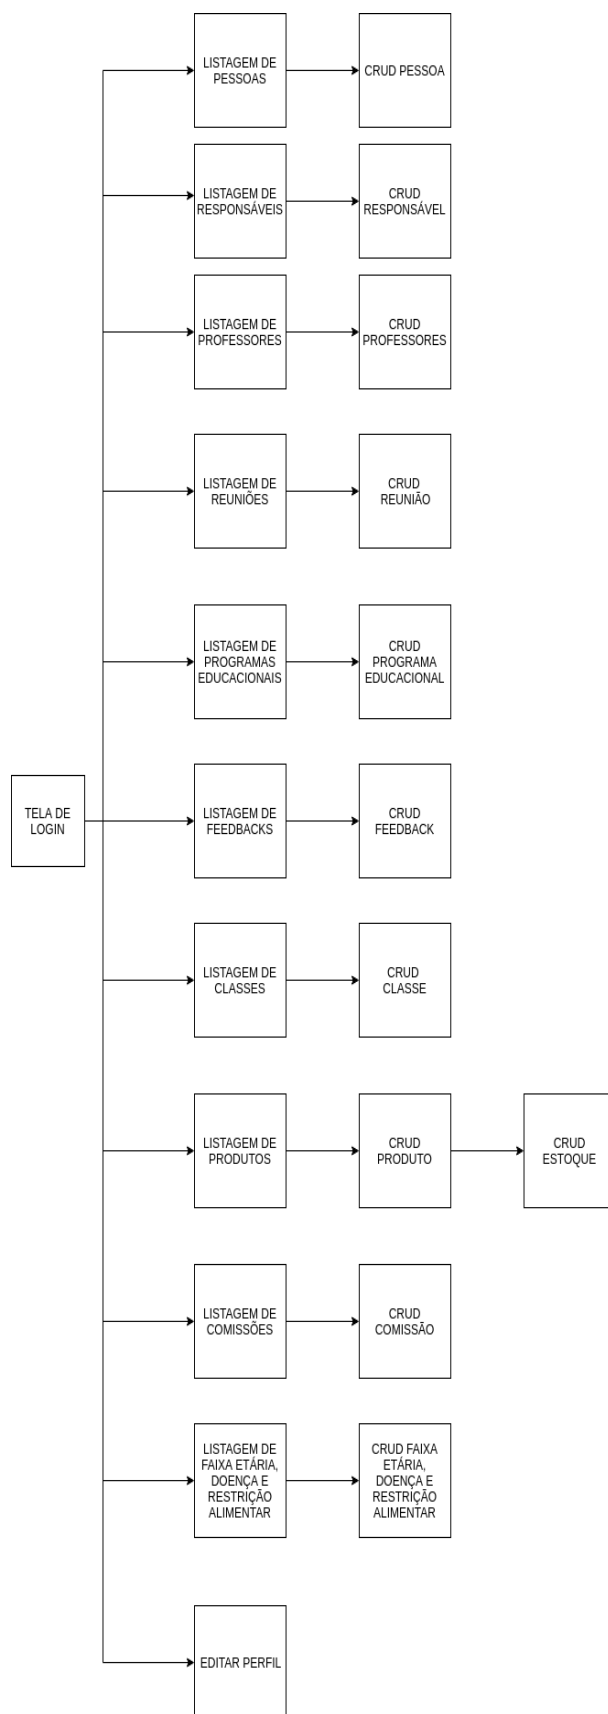 LISTAGEM DE
PESSOAS
CRUD PESSOA
LISTAGEM DE
RESPONSÁVEIS
CRUD
RESPONSÁVEL
LISTAGEM DE
PROFESSORES
CRUD
PROFESSORES
LISTAGEM DE
REUNIÕES
CRUD
REUNIÃO
LISTAGEM DE
PROGRAMAS
EDUCACIONAIS
CRUD
PROGRAMA
EDUCACIONAL
TELA DE
LOGIN
LISTAGEM DE
FEEDBACKS
CRUD
FEEDBACK
LISTAGEM DE
CLASSES
CRUD
CLASSE
LISTAGEM DE
PRODUTOS
CRUD
PRODUTO
CRUD
ESTOQUE
LISTAGEM DE
COMISSÕES
CRUD
COMISSÃO
LISTAGEM DE
FAIXA ETÁRIA,
DOENÇA E
RESTRIÇÃO
ALIMENTAR
CRUD FAIXA
ETÁRIA,
DOENÇA E
RESTRIÇÃO
ALIMENTAR
EDITAR PERFIL